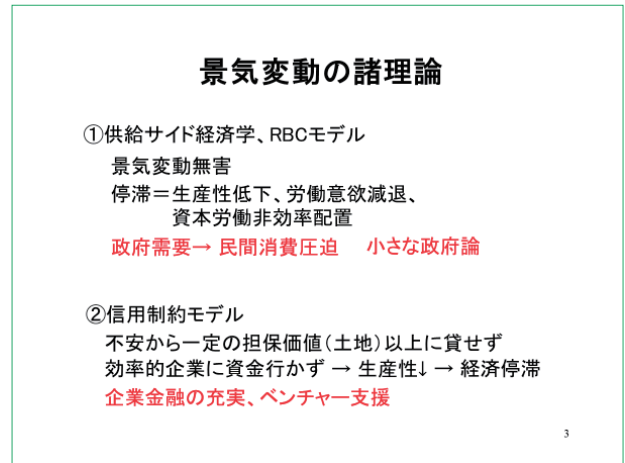 景気変動の諸理論
①供給サイド経済学、RBCモデル
景気変動無害
停滞＝生産性低下、労働意欲減退、
資本労働非効率配置
政府需要→ 民間消費圧迫　小さな政府論
②信用制約モデル
不安から一定の担保価値（土地）以上に貸せず
効率的企業に資金行かず → 生産性↓ → 経済停滞
企業金融の充実、ベンチャー支援
3